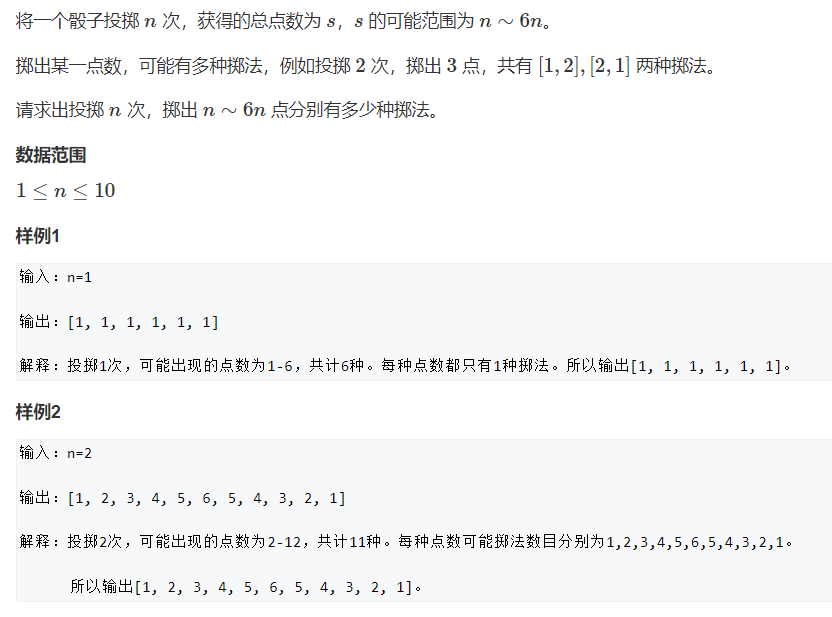 将一个骰子投掷 n 次，获得的总点数为 s，s 的可能范围为 n ∼ 6n。
掷出某一点数，可能有多种掷法，例如投掷 2 次，掷出 3 点，共有 [1,2],[2,1] 两种掷法。
请求出投掷 n 次，掷出 n ∼ 6n 点分别有多少种掷法。
数据范围
1 ≤ n ≤ 10
样例1
输入：n=1
输出：[1, 1, 1, 1, 1, 1]
解释：投掷1次，可能出现的点数为1-6，共计6种。每种点数都只有1种掷法。所以输出[1, 1, 1, 1, 1, 1]。
样例2
输入：n=2
输出：[1, 2, 3, 4, 5, 6, 5, 4, 3, 2, 1]
解释：投掷2次，可能出现的点数为2-12，共计11种。每种点数可能掷法数目分别为1,2,3,4,5,6,5,4,3,2,1。
所以输出[1, 2, 3, 4, 5, 6, 5, 4, 3, 2, 1]。